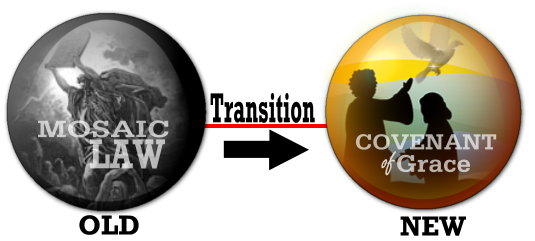 MOSAIC
LAW
OLD
Transition
COVENANT
of Grace
NEW